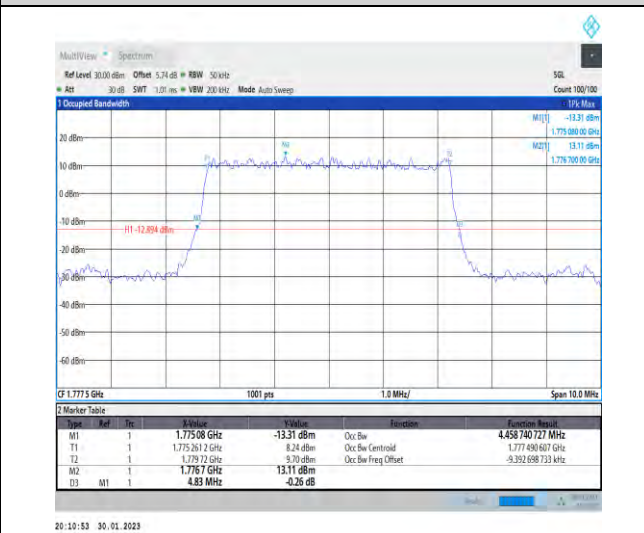 MultiView Spectrum
Ref Level 30.00 dBm Offset 5.74 dB RBW 50 kHz SGL
Att 30 dB SWT 1.01 ms VBW 200 kHz Mode Auto Sweep Count 100/100
1 Occupied Bandwidth 1Pk Max
M1[1] -13.31 dBm
1.775 080 00 GHz
M2[1] 13.11 dBm
1.776 700 00 GHz
20 dBm
M2
10 dBm
0 dBm
-10 dBm
M1
H1 -12.894 dBm
-20 dBm
-30 dBm
-40 dBm
-50 dBm
-60 dBm
CF 1.777 5 GHz 1001 pts 1.0 MHz/ Span 10.0 MHz
2 Marker Table
Type Ref Trc X-Value Y-Value Function Function Result
M1 1 1.775 08 GHz -13.31 dBm Occ Bw 4.458 740 727 MHz
T1 1 1.775 261 2 GHz 8.24 dBm Occ Bw Centroid 1.777 490 607 GHz
T2 1 1.779 72 GHz 9.70 dBm Occ Bw Freq Offset -9.392 698 733 kHz
M2 1 1.776 7 GHz 13.11 dBm
D3 M1 1 4.83 MHz -0.26 dB
20:10:53 30.01.2023